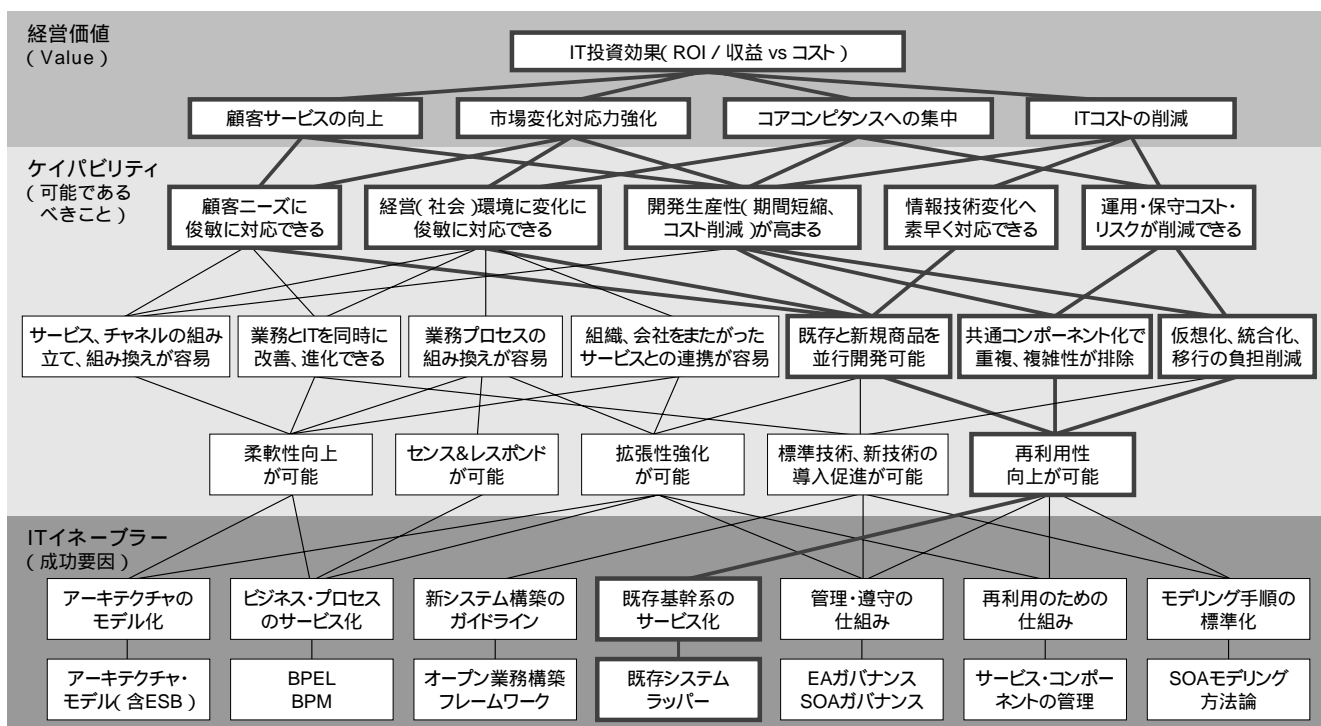 経営価値
( Value )
IT投資効果( ROI / 収益 vs コスト )
顧客サービスの向上
市場変化対応力強化
コアコンピタンスへの集中
ITコストの削減
ケイパビリティ
( 可能である
べきこと )
顧客ニーズに
俊敏に対応できる
経営( 社会 )環境に変化に
俊敏に対応できる
開発生産性( 期間短縮、
コスト削減 )が高まる
情報技術変化へ
素早く対応できる
運用・保守コスト・
リスクが削減できる
サービス、チャネルの組み
立て、組み換えが容易
業務とITを同時に
改善、進化できる
業務プロセスの
組み換えが容易
組織、会社をまたがった
サービスとの連携が容易
既存と新規商品を
並行開発可能
共通コンポーネント化で
重複、複雑性が排除
仮想化、統合化、
移行の負担削減
柔軟性向上
が可能
センス&レスポンド
が可能
拡張性強化
が可能
標準技術、新技術の
導入促進が可能
再利用性
向上が可能
ITイネーブラー
( 成功要因 )
アーキテクチャの
モデル化
ビジネス・プロセス
のサービス化
新システム構築の
ガイドライン
既存基幹系の
サービス化
管理・遵守の
仕組み
再利用のための
仕組み
モデリング手順の
標準化
アーキテクチャ・
モデル( 含ESB )
BPEL
BPM
オープン業務構築
フレームワーク
既存システム
ラッパー
EAガバナンス
SOAガバナンス
サービス・コンポー
ネントの管理
SOAモデリング
方法論